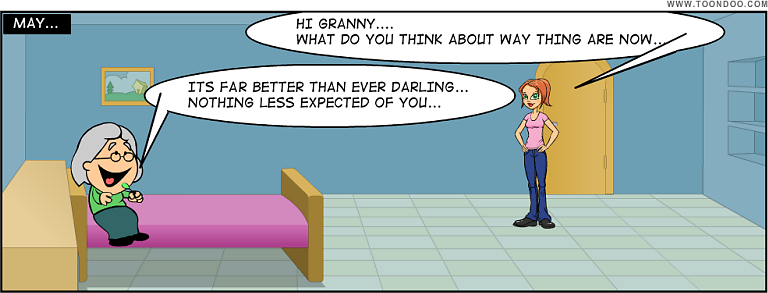 WWW.TOONDOO.COM
MAY...
HI GRANNY....
WHAT DO YOU THINK ABOUT WAY THING ARE NOW...
ITS FAR BETTER THAN EVER DARLING...
NOTHING LESS EXPECTED OF YOU...